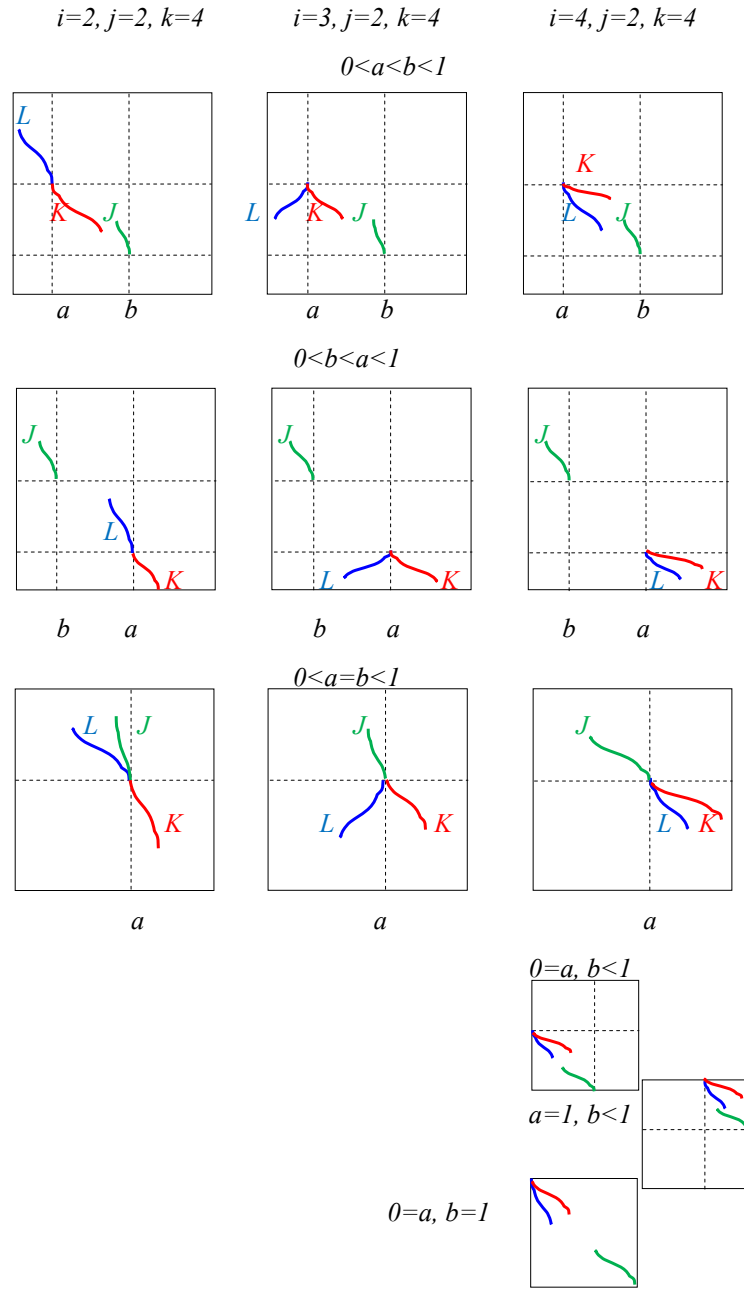 i=2, j=2, k=4 i=3, j=2, k=4 i=4, j=2, k=4
0<a<b<1
L K J L K J K L J
a b a b a b
0<b<a<1
J L K J L K J L K
b a b a b a
0<a=b<1
L J K J L K J L K
a a a
0=a, b<1
a=1, b<1
0=a, b=1